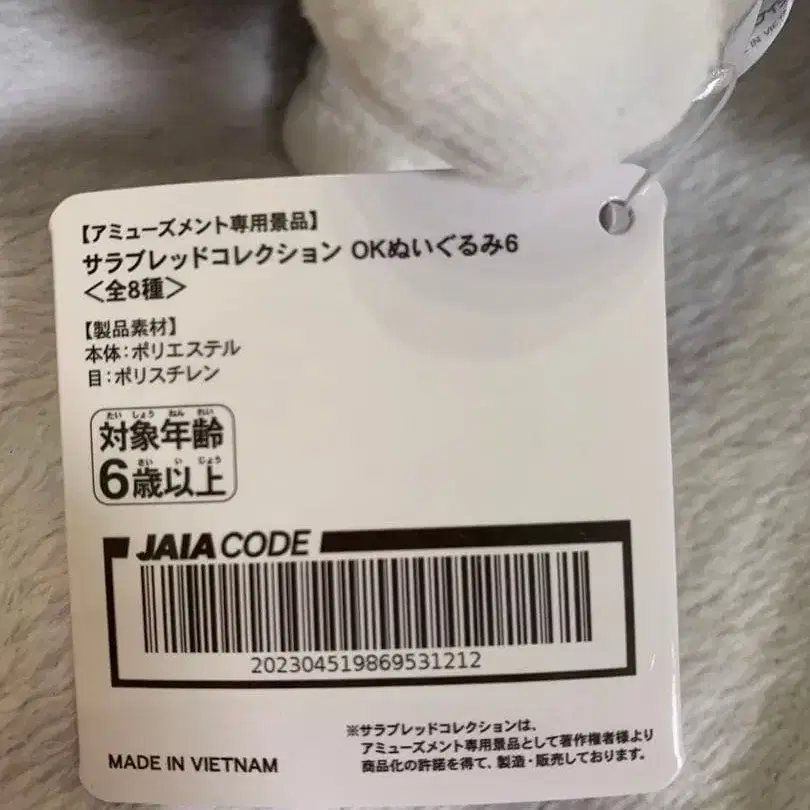 【アミューズメント専用景品】
サラブレッドコレクション OKぬいぐるみ6
＜全8種＞
【製品素材】
本体：ポリエステル
目：ポリスチレン
たい しょう ねん れい
対象年齢
さい い じょう
6歳以上
JAIA CODE
202304519869531212
MADE IN VIETNAM
※サラブレッドコレクションは、
アミューズメント専用景品として著作権者様より
商品化の許諾を得て、製造・販売しております。